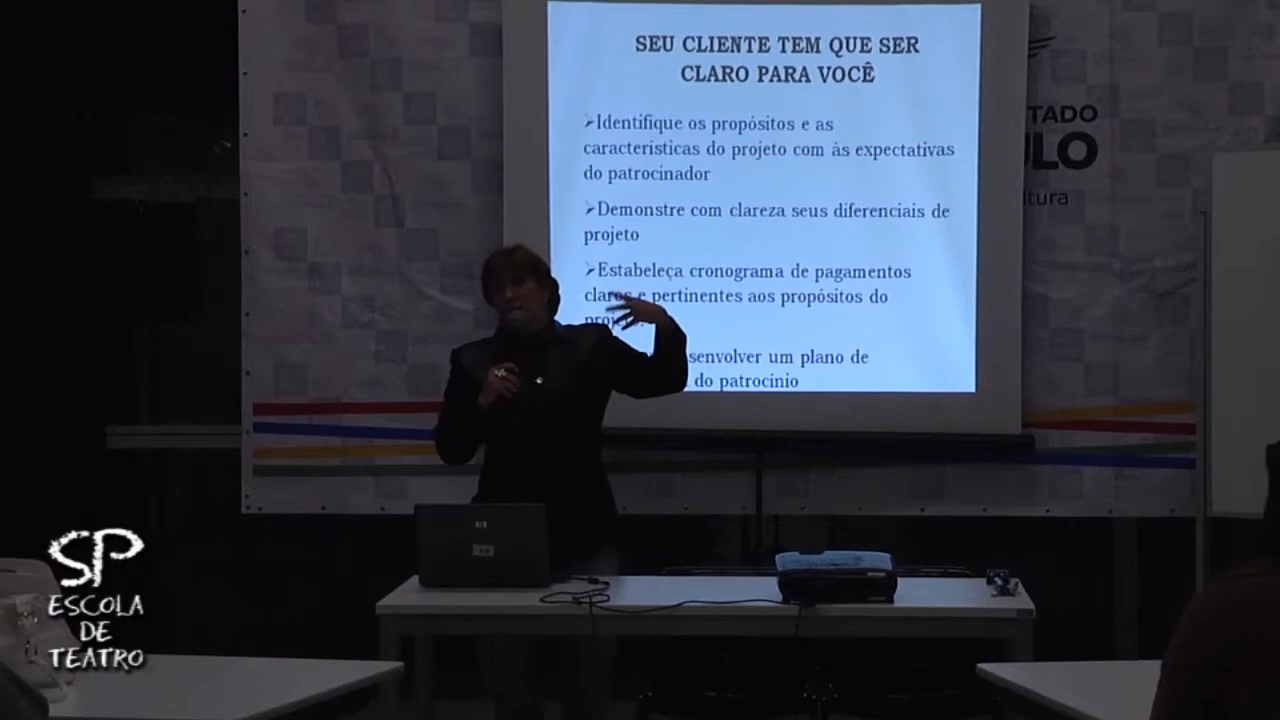 SEU CLIENTE TEM QUE SER
CLARO PARA VOCÊ
➢Identifique os propósitos e as
caracteristicas do projeto com às expectativas
do patrocinador
➢Demonstre com clareza seus diferenciais de
projeto
➢Estabeleça cronograma de pagamentos
claros e pertinentes aos propósitos do
senvolver um plano de
do patrocínio
TADO
ULO
ltura
hp
SP
ESCOLA
DE
TEATRO